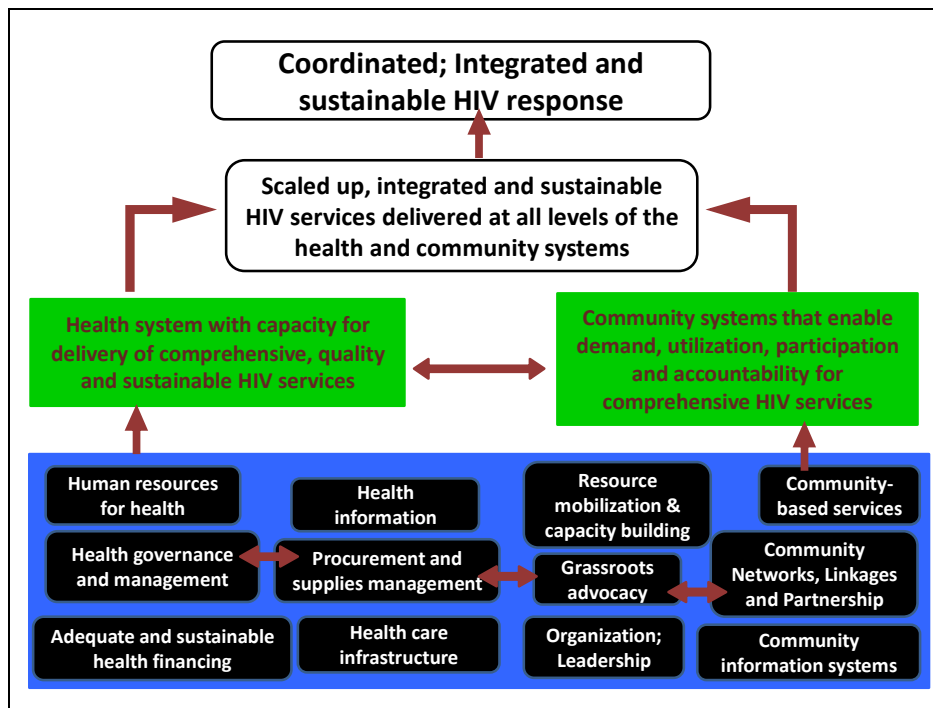 Coordinated; Integrated and
sustainable HIV response
Scaled up, integrated and sustainable
HIV services delivered at all levels of the
health and community systems
Health system with capacity for
delivery of comprehensive, quality
and sustainable HIV services
Community systems that enable
demand, utilization, participation
and accountability for
comprehensive HIV services
Human resources
for health
Health
information
Resource
mobilization &
capacity building
Community-
based services
Health governance
and management
Procurement and
supplies management
Grassroots
advocacy
Community
Networks, Linkages
and Partnership
Adequate and sustainable
health financing
Health care
infrastructure
Organization;
Leadership
Community
information systems